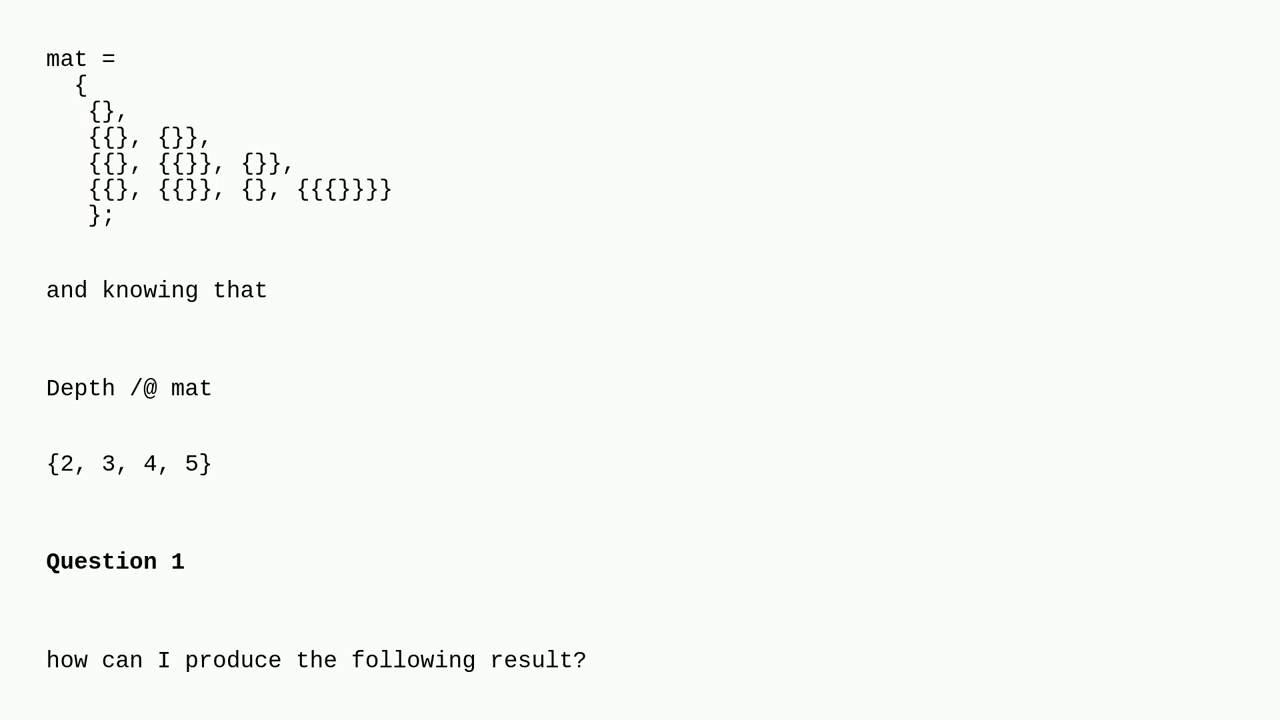 mat =
  {
   {},
   {{}, {}},
   {{}, {{}}, {}},
   {{}, {{}}, {}, {{{}}}}
   };
and knowing that
Depth /@ mat
{2, 3, 4, 5}
Question 1
how can I produce the following result?